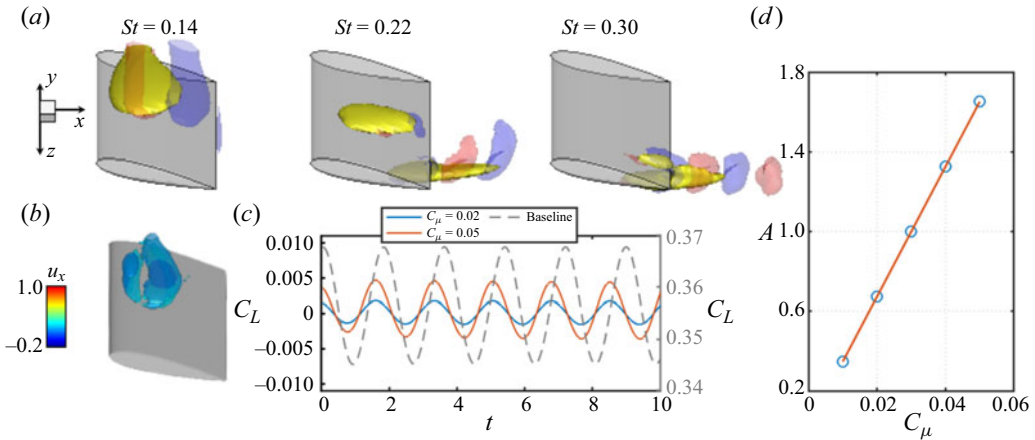 (a)
St = 0.14
St = 0.22
St = 0.30
y
x
z
(b)
u_x
1.0
–0.2
(c)
C_μ = 0.02
C_μ = 0.05
Baseline
0.010
0.005
0
–0.005
–0.010
C_L
0.37
0.36
0.35
0.34
C_L
0 2 4 6 8 10
t
(d)
1.8
1.4
1.0
0.6
0.2
A
0 0.02 0.04 0.06
C_μ